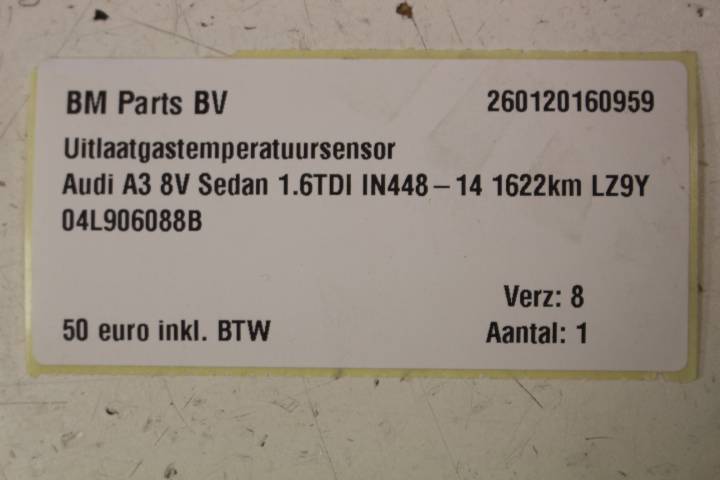 BM Parts BV 260120160959
Uitlaatgastemperatuursensor
Audi A3 8V Sedan 1.6TDI IN448-14 1622km LZ9Y
04L906088B
Verz: 8
50 euro inkl. BTW Aantal: 1